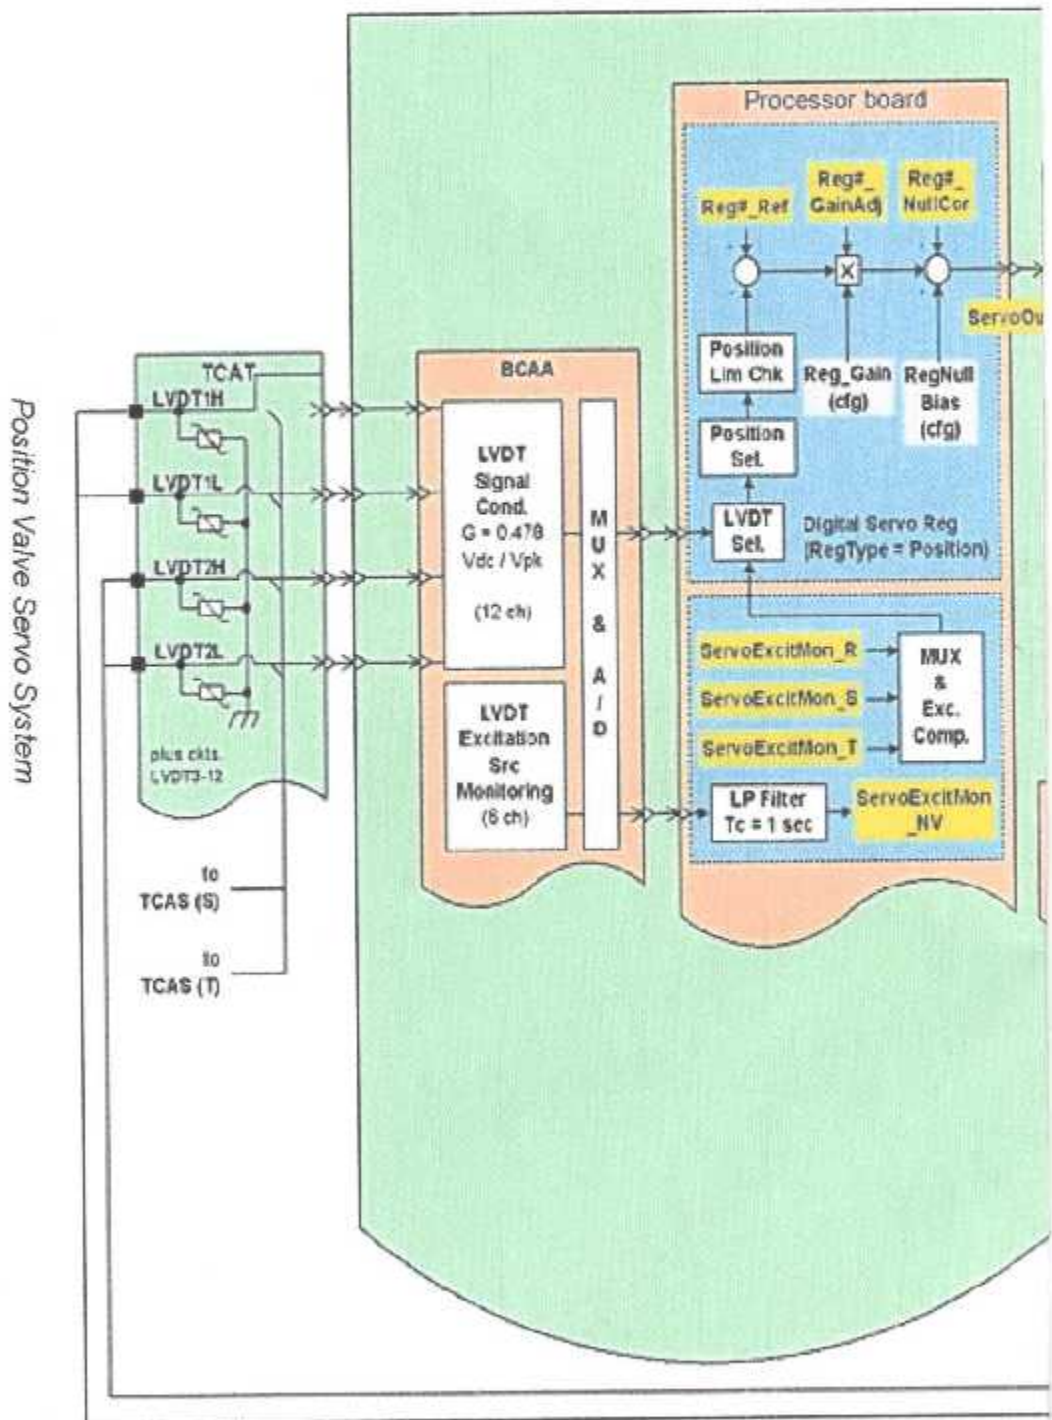 Position Valve Servo System
TCAT
LVDT1H
LVDT1L
LVDT2H
LVDT2L
plus ckts.
LVDT3-12
to
TCAS (S)
to
TCAS (T)
BCAA
LVDT
Signal
Cond.
G = 0.478
Vdc / Vpk
(12 ch)
LVDT
Excitation
Src
Monitoring
(6 ch)
MUX & A/D
Processor board
Reg#_Ref
Reg#_
GainAdj
Reg#_
NullCor
X
ServoOu
Position
Lim Chk
Reg_Gain
(cfg)
RegNull
Bias
(cfg)
Position
Sel.
LVDT
Sel.
Digital Servo Reg
(RegType = Position)
ServoExcitMon_R
ServoExcitMon_S
ServoExcitMon_T
MUX
&
Exc.
Comp.
LP Filter
Tc = 1 sec
ServoExcitMon
_NV